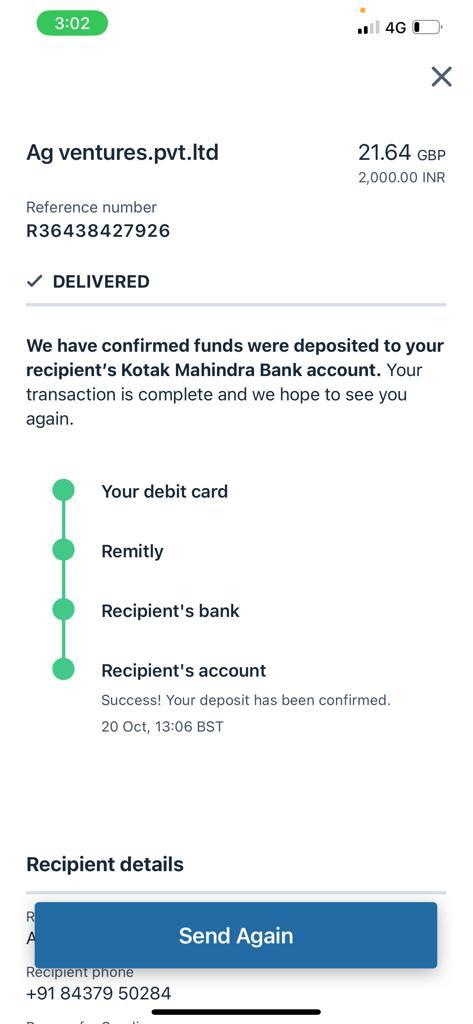 3:02
4G
Ag ventures.pvt.ltd
21.64 GBP
2,000.00 INR
Reference number
R36438427926
DELIVERED
We have confirmed funds were deposited to your
recipient's Kotak Mahindra Bank account. Your
transaction is complete and we hope to see you
again.
Your debit card
Remitly
Recipient's bank
Recipient's account
Success! Your deposit has been confirmed.
20 Oct, 13:06 BST
Recipient details
Send Again
Recipient phone
+91 84379 50284